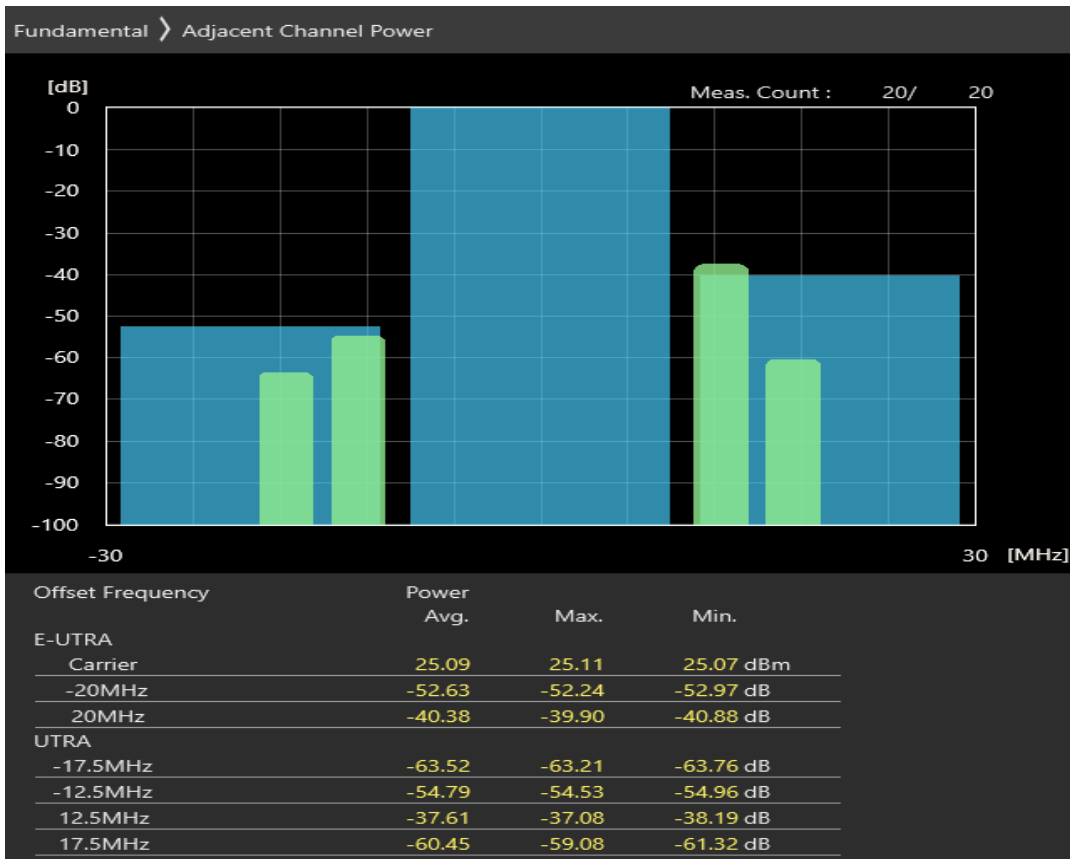 Fundamental 〉 Adjacent Channel Power
[dB]
Meas. Count : 20/ 20
0
-10
-20
-30
-40
-50
-60
-70
-80
-90
-100
-30 30 [MHz]
Offset Frequency Power
Avg. Max. Min.
E-UTRA
Carrier 25.09 25.11 25.07 dBm
-20MHz -52.63 -52.24 -52.97 dB
20MHz -40.38 -39.90 -40.88 dB
UTRA
-17.5MHz -63.52 -63.21 -63.76 dB
-12.5MHz -54.79 -54.53 -54.96 dB
12.5MHz -37.61 -37.08 -38.19 dB
17.5MHz -60.45 -59.08 -61.32 dB